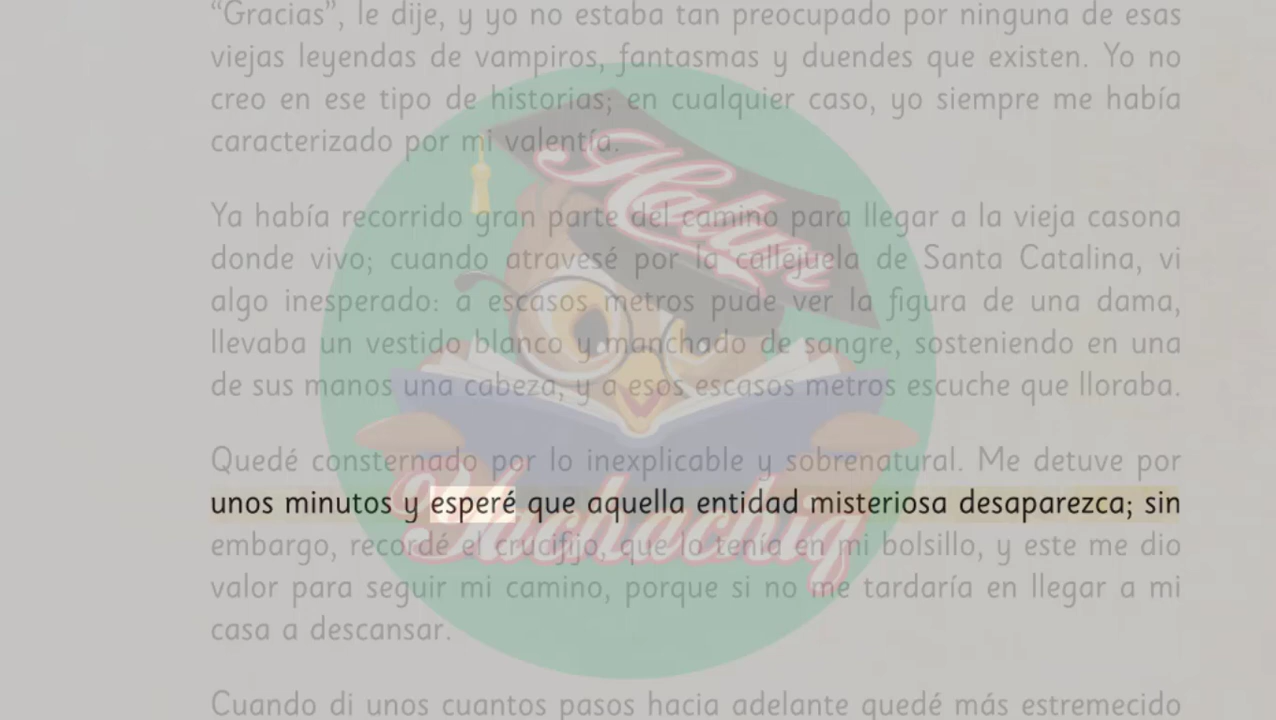 “Gracias”, le dije, y yo no estaba tan preocupado por ninguna de esas
viejas leyendas de vampiros, fantasmas y duendes que existen. Yo no
creo en ese tipo de historias; en cualquier caso, yo siempre me había
caracterizado por mi valentía.
Ya había recorrido gran parte del camino para llegar a la vieja casona
donde vivo; cuando atravesé por la callejuela de Santa Catalina, vi
algo inesperado: a escasos metros pude ver la figura de una dama,
llevaba un vestido blanco y manchado de sangre, sosteniendo en una
de sus manos una cabeza, y a esos escasos metros escuche que lloraba.
Quedé consternado por lo inexplicable y sobrenatural. Me detuve por
unos minutos y esperé que aquella entidad misteriosa desaparezca; sin
embargo, recordé el crucifijo, que lo tenía en mi bolsillo, y este me dio
valor para seguir mi camino, porque si no me tardaría en llegar a mi
casa a descansar.
Cuando di unos cuantos pasos hacia adelante quedé más estremecido
Hatun